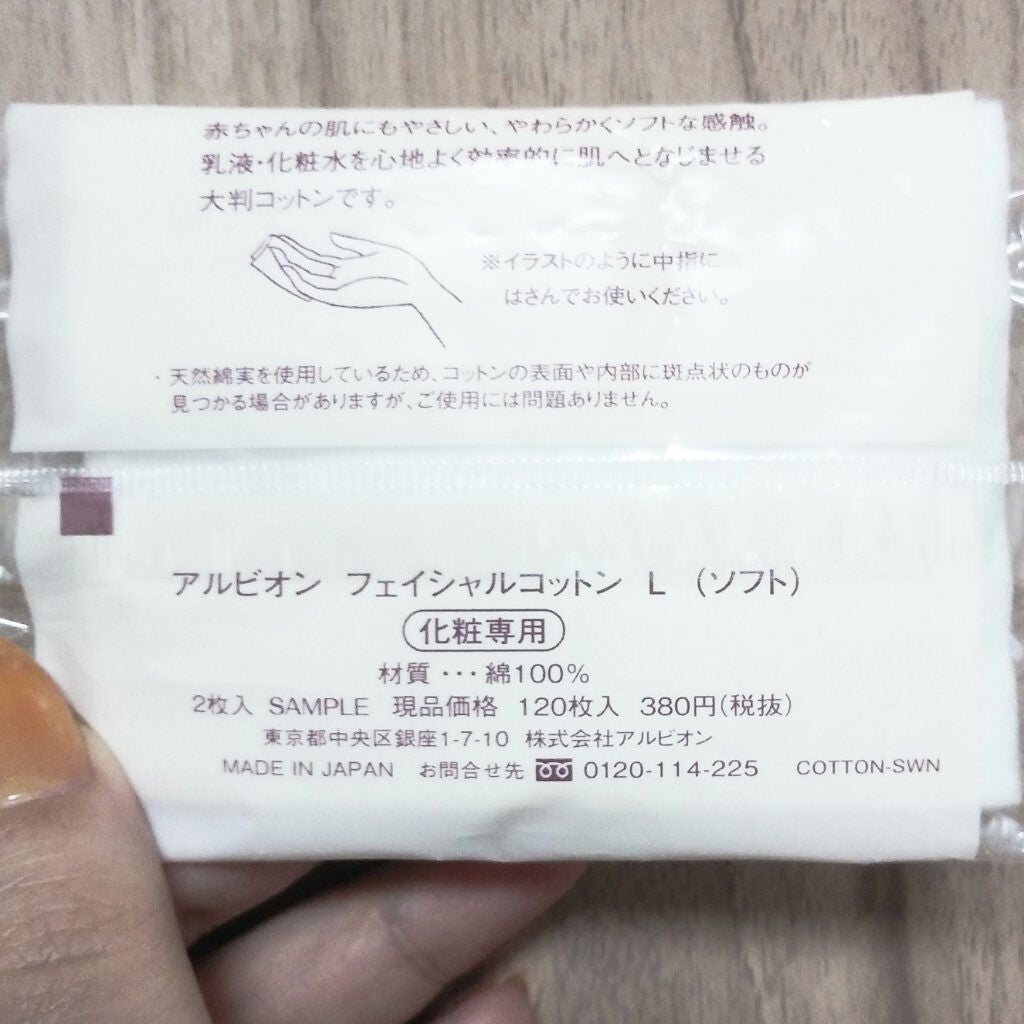 赤ちゃんの肌にもやさしい、やわらかくソフトな感触。
乳液・化粧水を心地よく効率的に肌へとなじませる
大判コットンです。
※イラストのように中指に
はさんでお使いください。
・天然綿実を使用しているため、コットンの表面や内部に斑点状のものが
見つかる場合がありますが、ご使用には問題ありません。
アルビオン フェイシャルコットン L (ソフト)
化粧専用
材質・・・綿100%
2枚入 SAMPLE 現品価格 120枚入 380円(税抜)
東京都中央区銀座1-7-10 株式会社アルビオン
MADE IN JAPAN お問合せ先 0120-114-225 COTTON-SWN